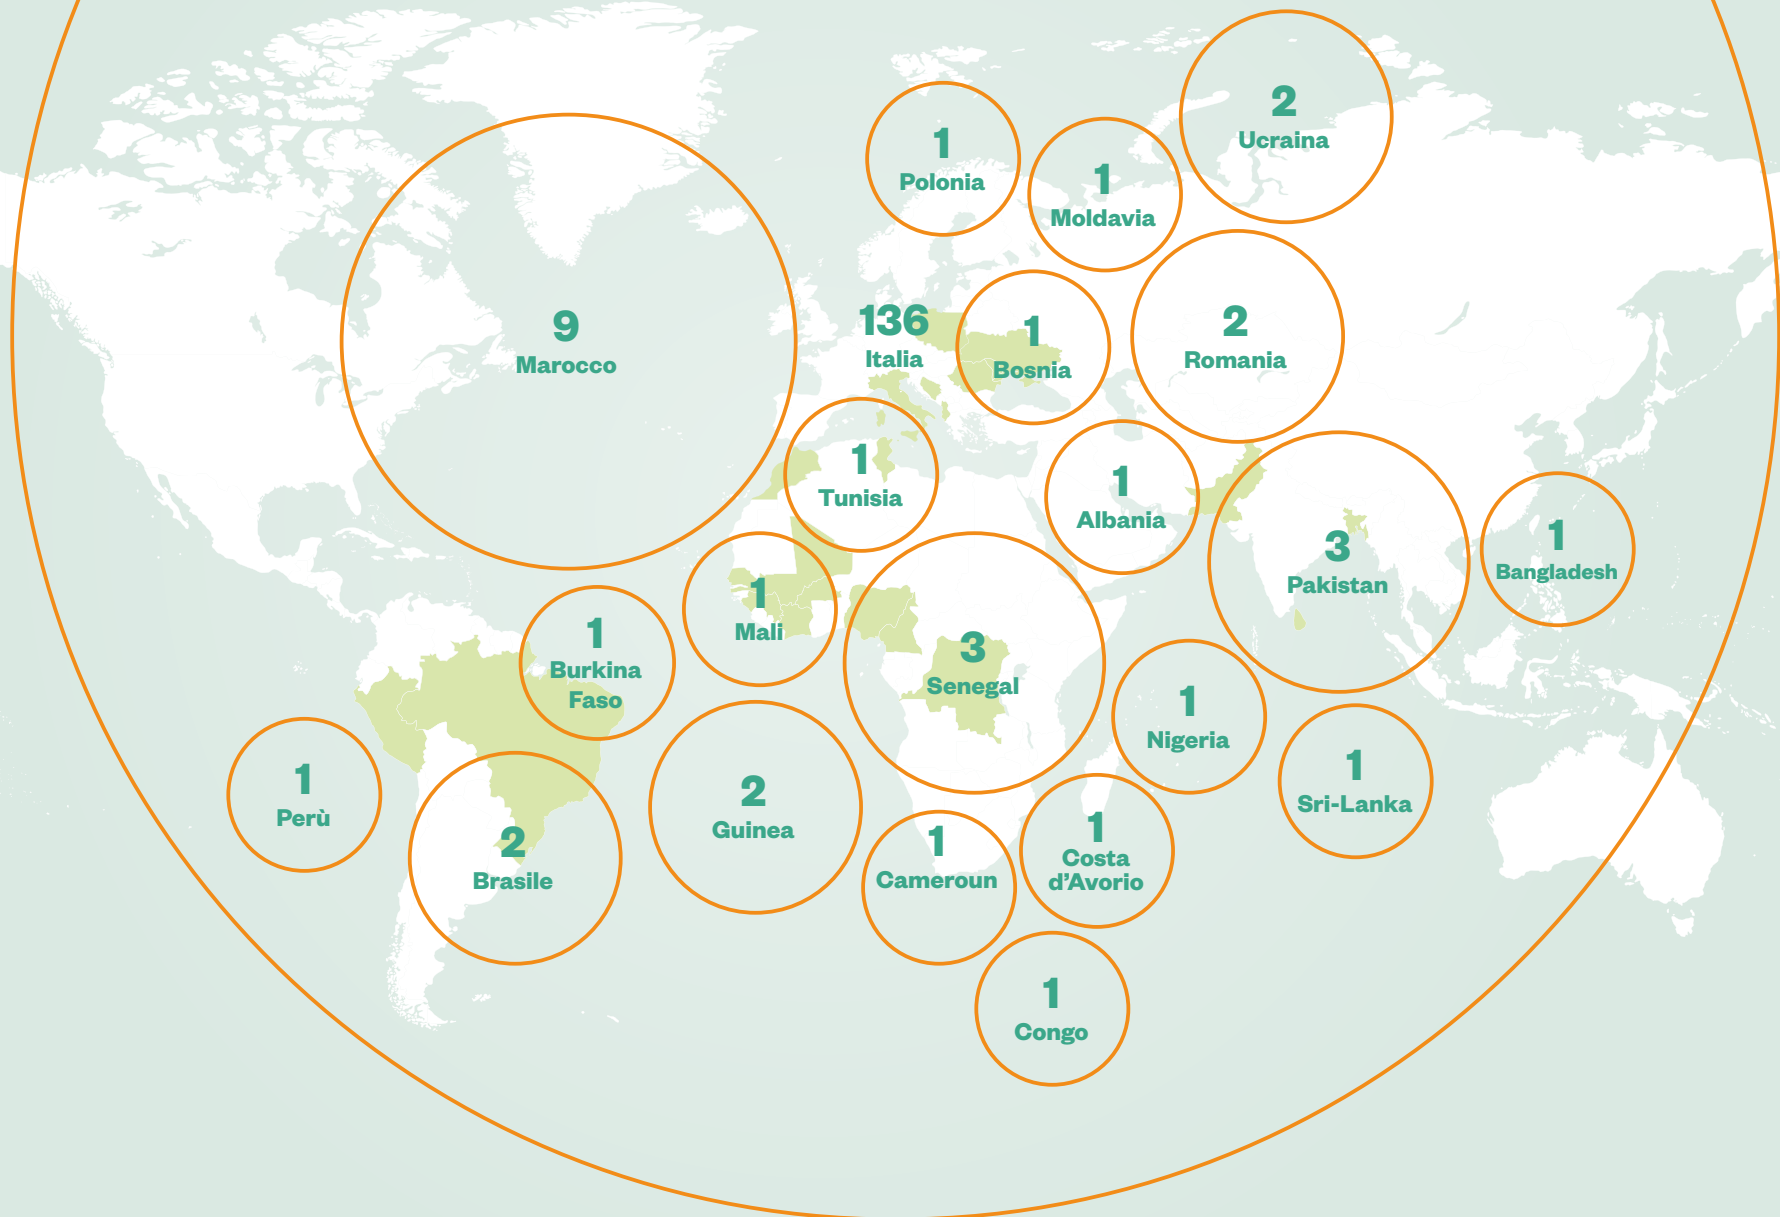 2
Ucraina
1
Polonia
1
Moldavia
9
Marocco
136
Italia
1
Bosnia
2
Romania
1
Tunisia
1
Albania
3
Pakistan
1
Bangladesh
1
Mali
1
Burkina
Faso
3
Senegal
1
Nigeria
1
Perù
2
Brasile
2
Guinea
1
Cameroun
1
Costa
d'Avorio
1
Sri-Lanka
1
Congo